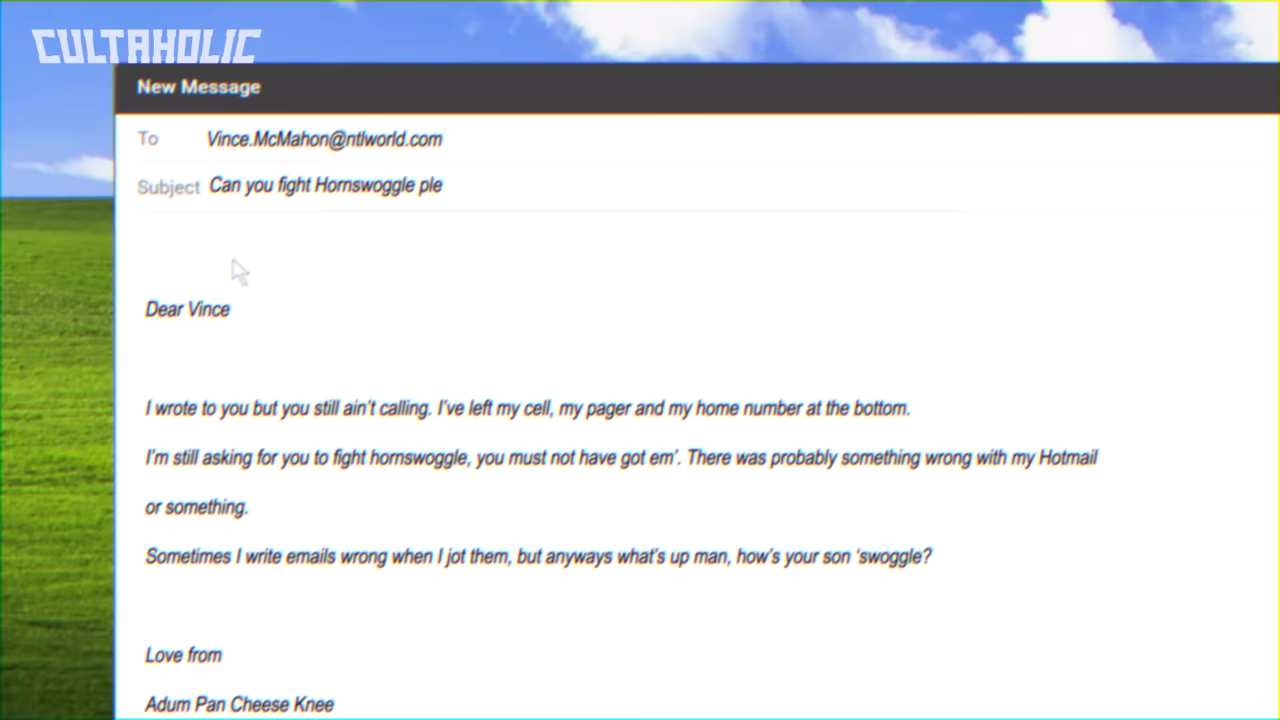 CULTAHOLIC
New Message
To Vince.McMahon@ntlworld.com
Subject Can you fight Hornswoggle ple
Dear Vince
I wrote to you but you still ain't calling. I've left my cell, my pager and my home number at the bottom.
I'm still asking for you to fight hornswoggle, you must not have got em'. There was probably something wrong with my Hotmail
or something.
Sometimes I write emails wrong when I jot them, but anyways what's up man, how's your son ‘swoggle?
Love from
Adum Pan Cheese Knee